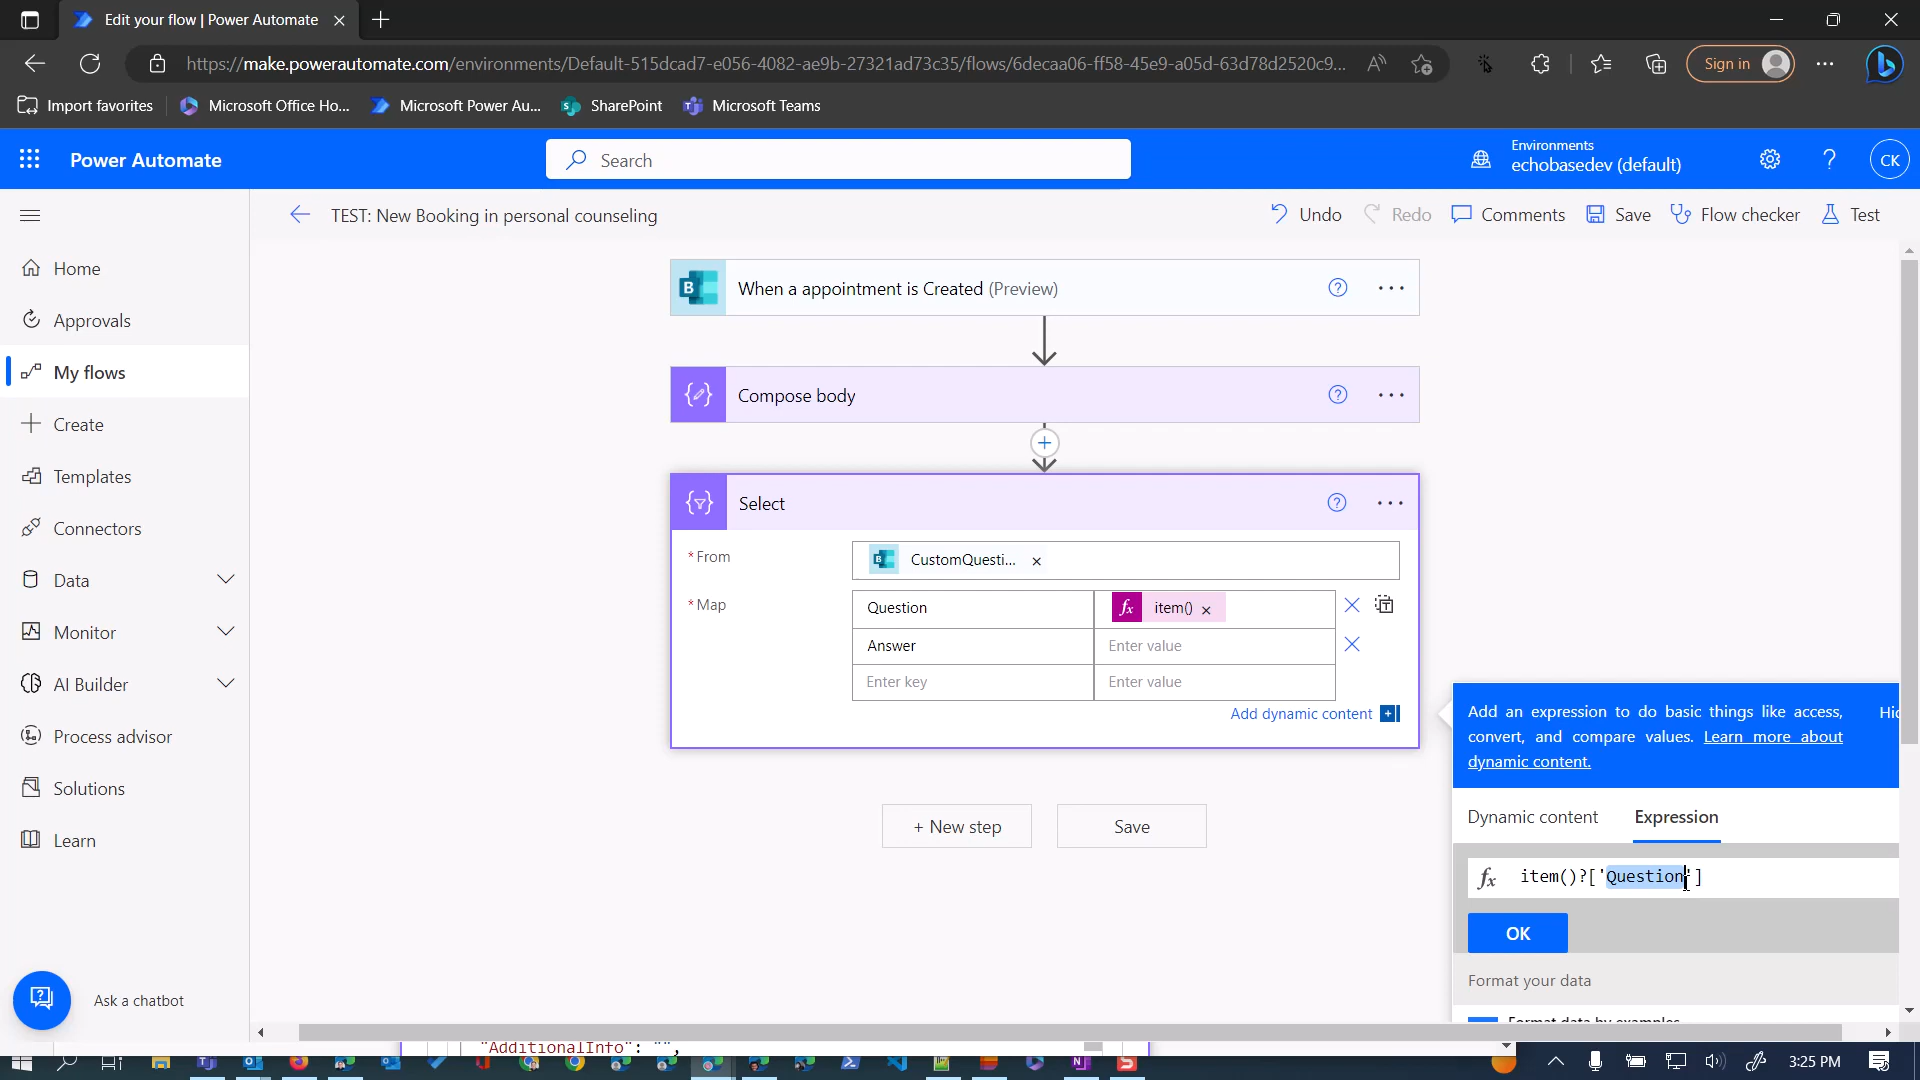 Edit your flow | Power Automate
https://make.powerautomate.com/environments/Default-515dcad7-e056-4082-ae9b-27321ad73c35/flows/6decaa06-ff58-45e9-a05d-63d78d2520c9...
Sign in
Import favorites
Microsoft Office Ho...
Microsoft Power Au...
SharePoint
Microsoft Teams
Power Automate
Search
Environments
echobasedev (default)
CK
TEST: New Booking in personal counseling
Undo
Redo
Comments
Save
Flow checker
Test
Home
Approvals
My flows
Create
Templates
Connectors
Data
Monitor
AI Builder
Process advisor
Solutions
Learn
Ask a chatbot
When a appointment is Created (Preview)
Compose body
Select
* From
CustomQuesti...
* Map
Question
item()
Answer
Enter value
Enter key
Enter value
Add dynamic content
+ New step
Save
Add an expression to do basic things like access,
convert, and compare values. Learn more about
dynamic content.
Hid
Dynamic content
Expression
fx
item()?['Question']
OK
Format your data
Format data by examples
"AdditionalInfo": "",
3:25 PM